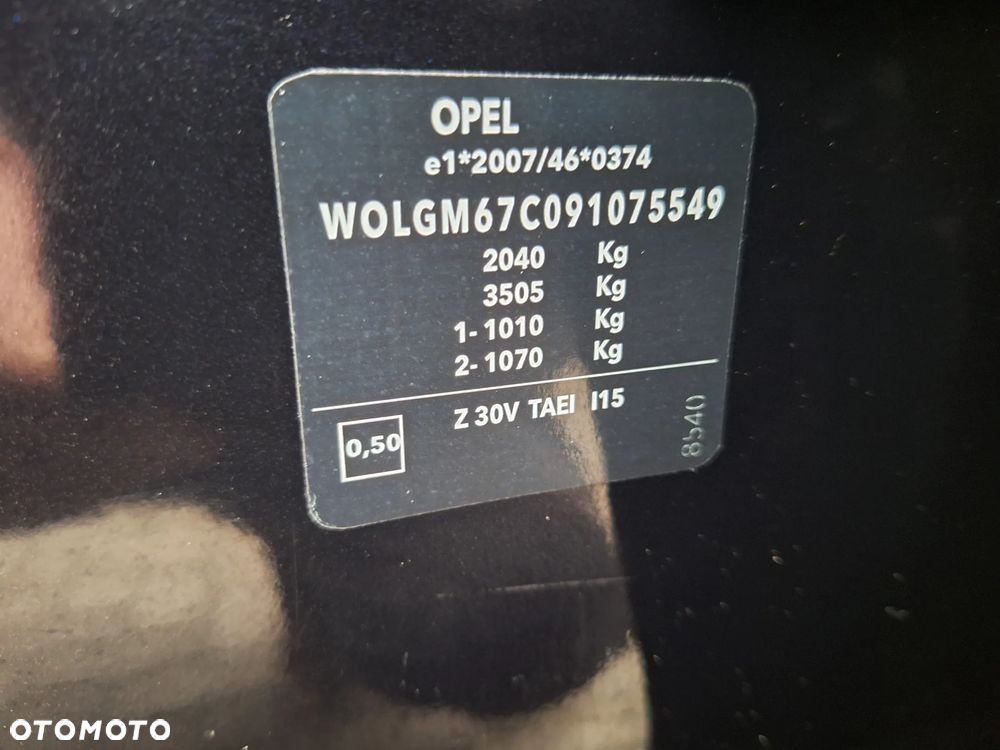 OPEL
e1*2007/46*0374
W0LGM67C091075549
2040 Kg
3505 Kg
1- 1010 Kg
2- 1070 Kg
0,50
Z 30V TAEI I15
8540
OTOMOTO